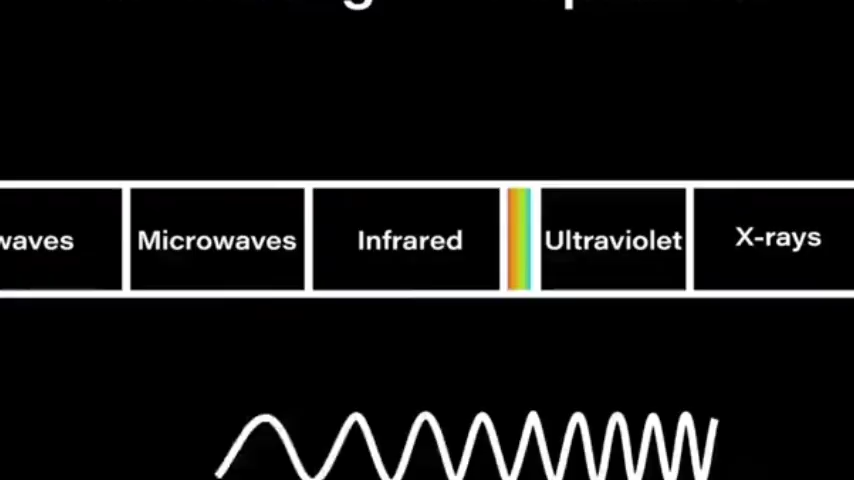 waves
Microwaves
Infrared
Ultraviolet
X-rays